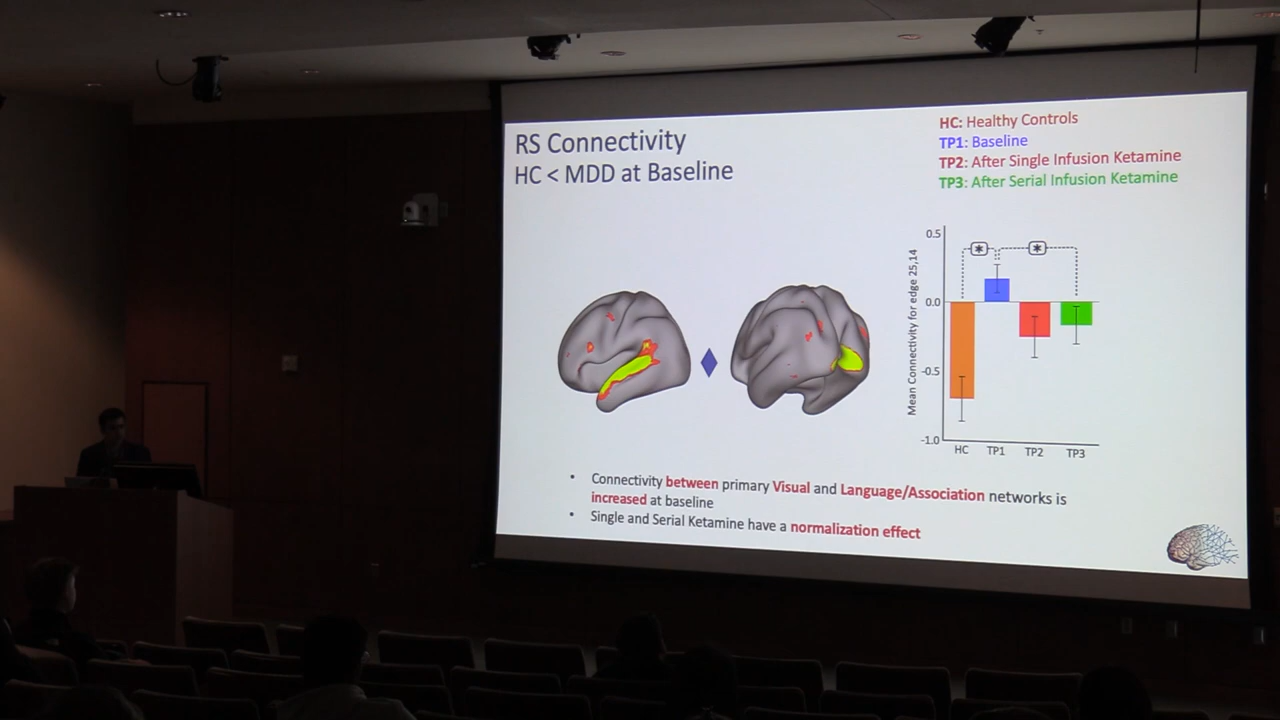 RS Connectivity
HC < MDD at Baseline
HC: Healthy Controls
TP1: Baseline
TP2: After Single Infusion Ketamine
TP3: After Serial Infusion Ketamine
Mean Connectivity for edge 25,14
0.5
0.0
-0.5
-1.0
* *
HC TP1 TP2 TP3
• Connectivity between primary Visual and Language/Association networks is
increased at baseline
• Single and Serial Ketamine have a normalization effect